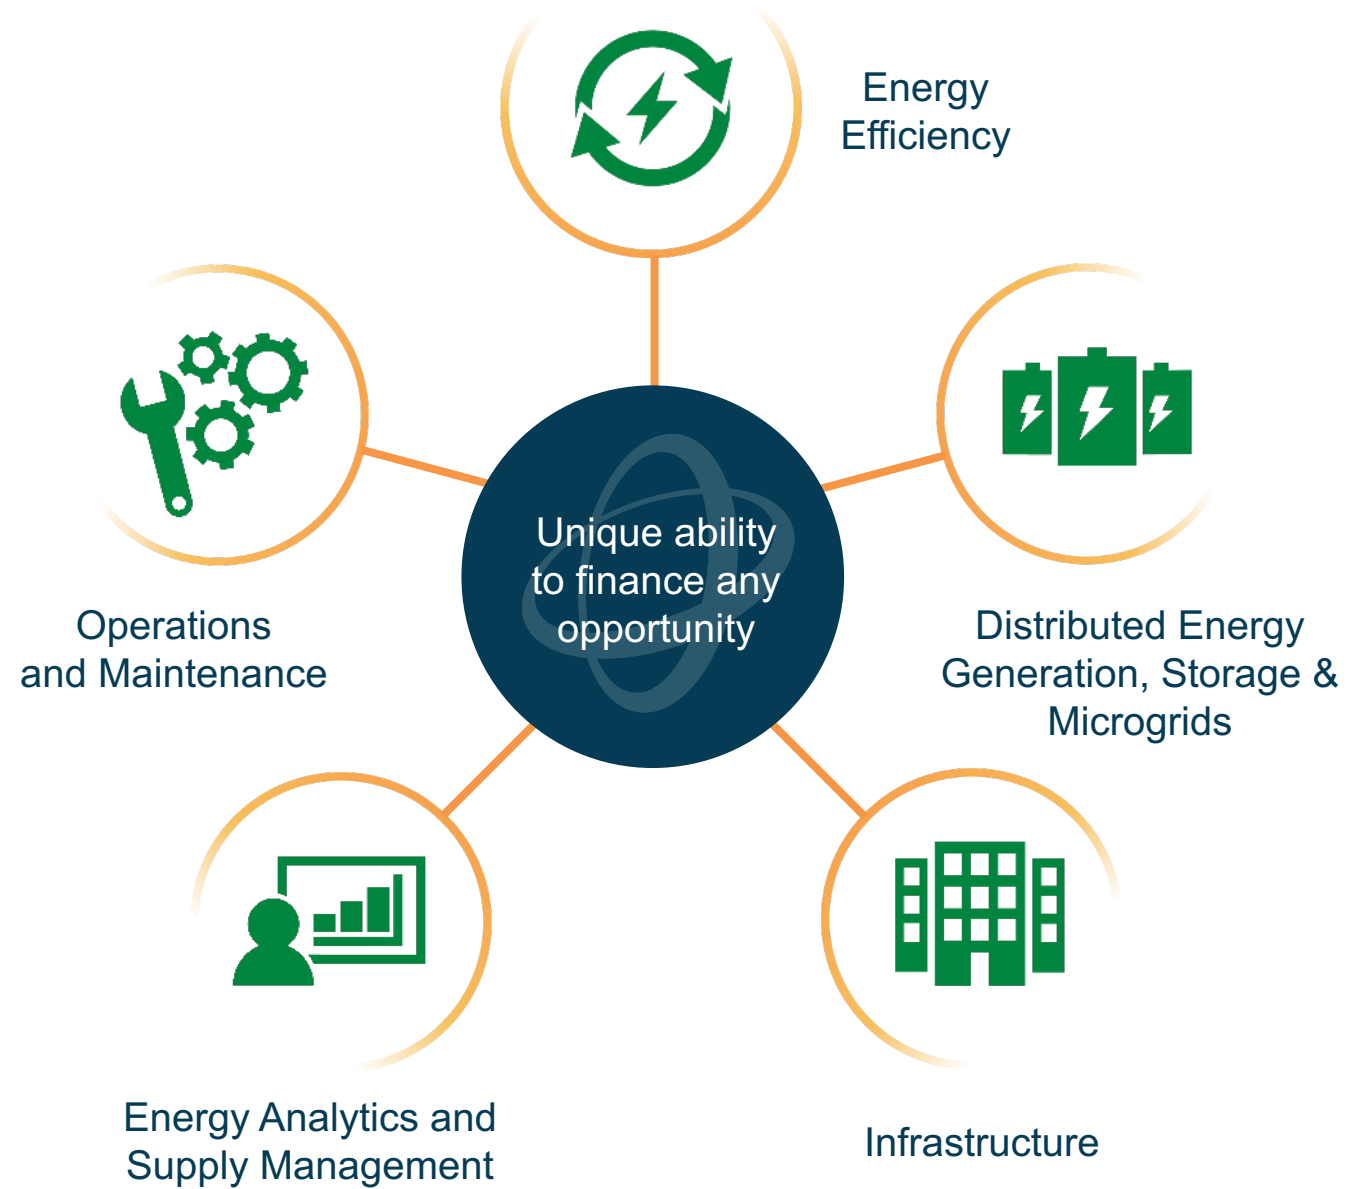 Energy
Efficiency
Unique ability
to finance any
opportunity
Operations
and Maintenance
Distributed Energy
Generation, Storage &
Microgrids
Energy Analytics and
Supply Management
Infrastructure